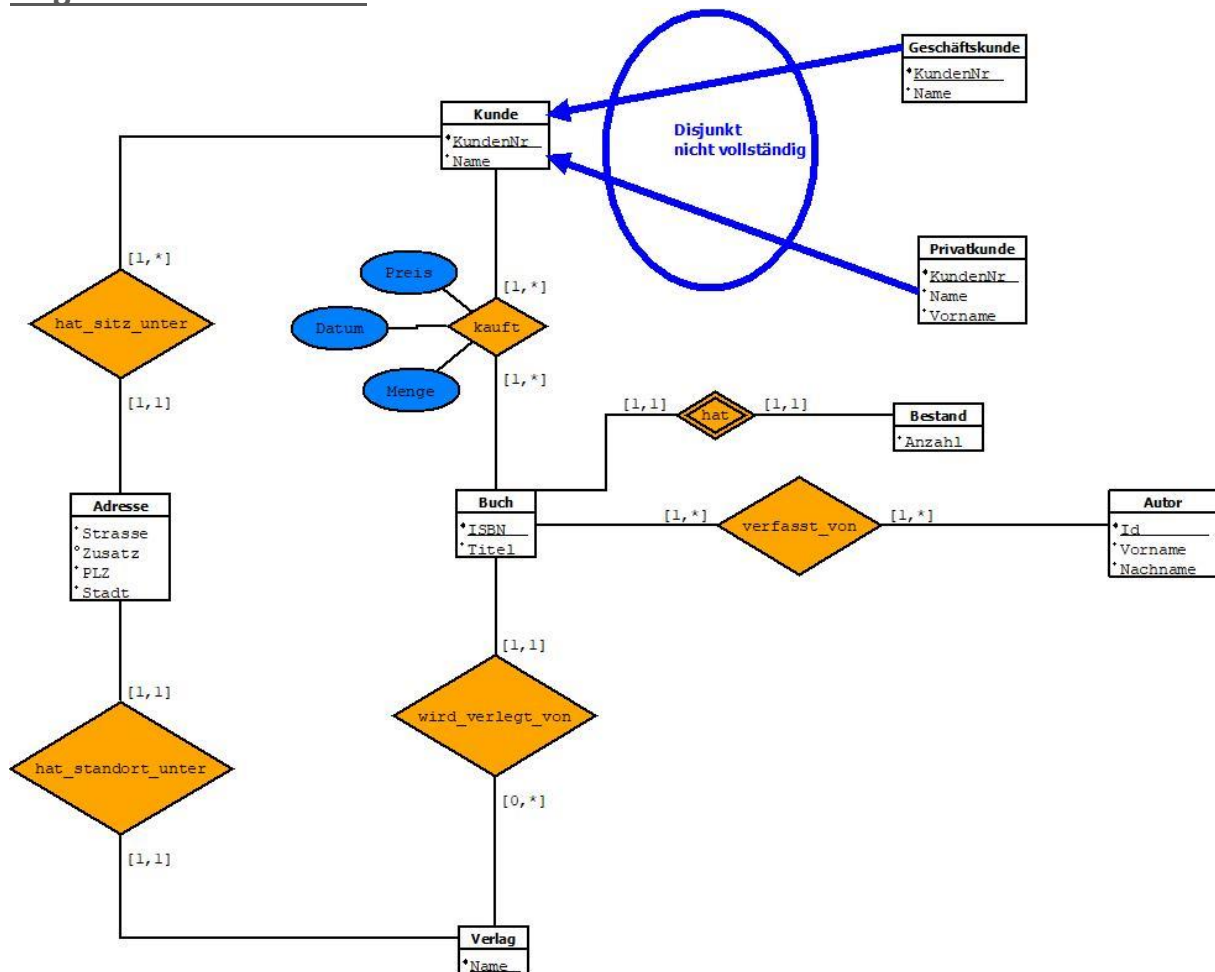 Geschäftskunde
KundenNr
Name
Kunde
KundenNr
Name
Disjunkt
nicht vollständig
Privatkunde
KundenNr
Name
Vorname
[1,*]
Preis
[1,*]
hat_sitz_unter
Datum
kauft
[1,*]
Menge
[1,1]
[1,1]
hat
[1,1]
Bestand
Anzahl
Adresse
Strasse
Zusatz
PLZ
Stadt
Buch
ISBN
Titel
[1,*]
verfasst_von
[1,*]
Autor
Id
Vorname
Nachname
[1,1]
[1,1]
wird_verlegt_von
hat_standort_unter
[0,*]
[1,1]
Verlag
Name